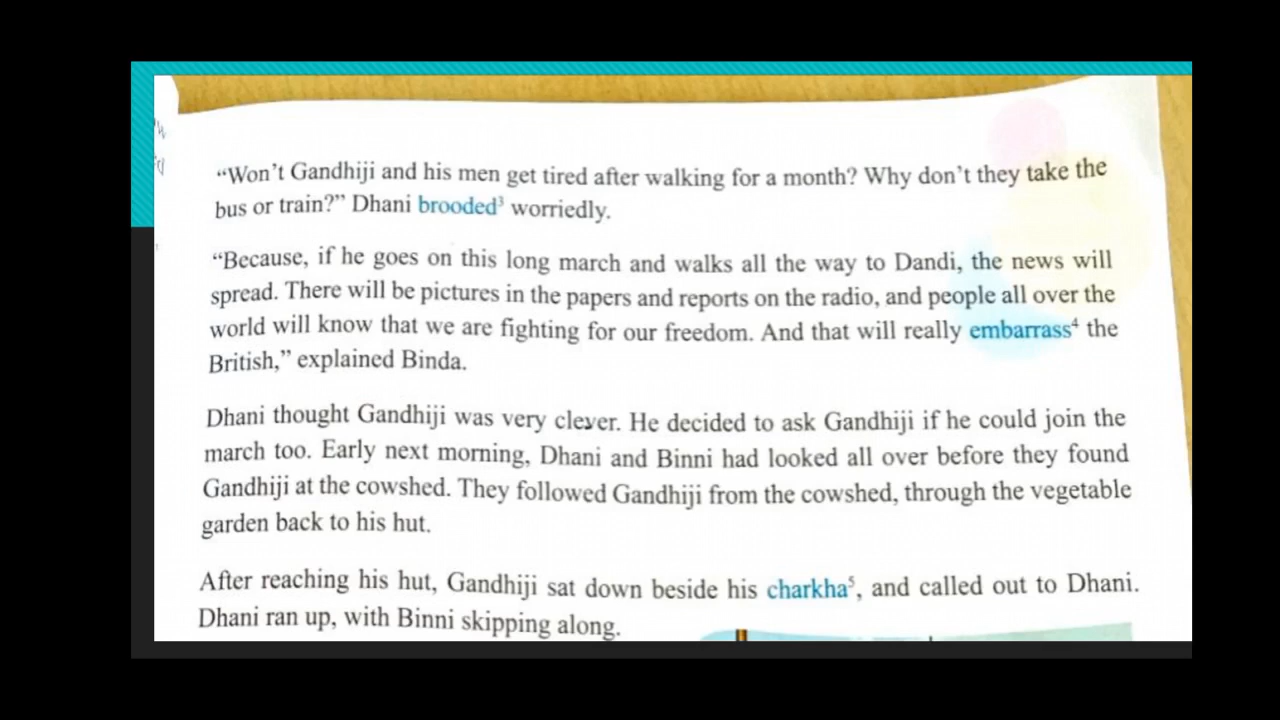 “Won’t Gandhiji and his men get tired after walking for a month? Why don’t they take the
bus or train?” Dhani brooded³ worriedly.
“Because, if he goes on this long march and walks all the way to Dandi, the news will
spread. There will be pictures in the papers and reports on the radio, and people all over the
world will know that we are fighting for our freedom. And that will really embarrass⁴ the
British,” explained Binda.
Dhani thought Gandhiji was very clever. He decided to ask Gandhiji if he could join the
march too. Early next morning, Dhani and Binni had looked all over before they found
Gandhiji at the cowshed. They followed Gandhiji from the cowshed, through the vegetable
garden back to his hut.
After reaching his hut, Gandhiji sat down beside his charkha⁵, and called out to Dhani.
Dhani ran up, with Binni skipping along.